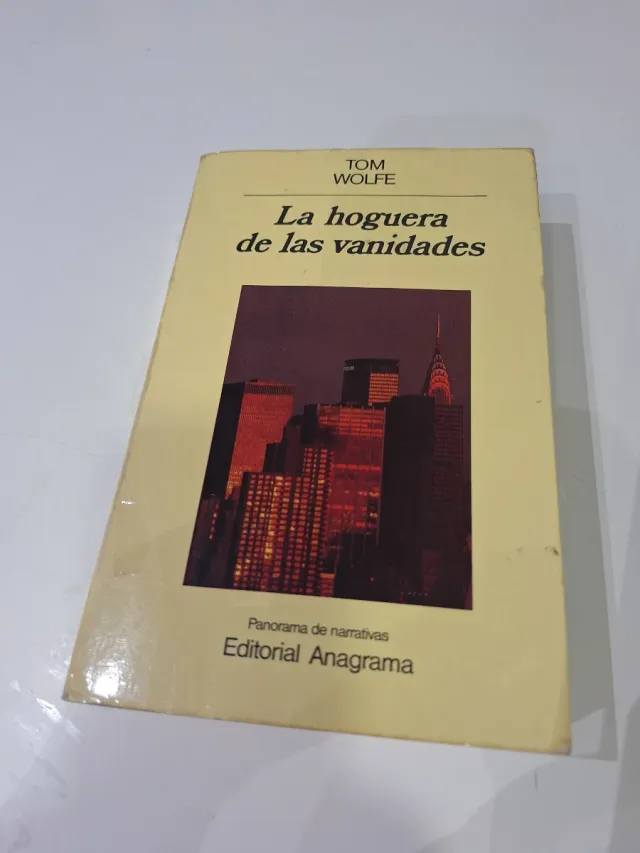 TOM
WOLFE
La hoguera
de las vanidades
Panorama de narrativas
Editorial Anagrama